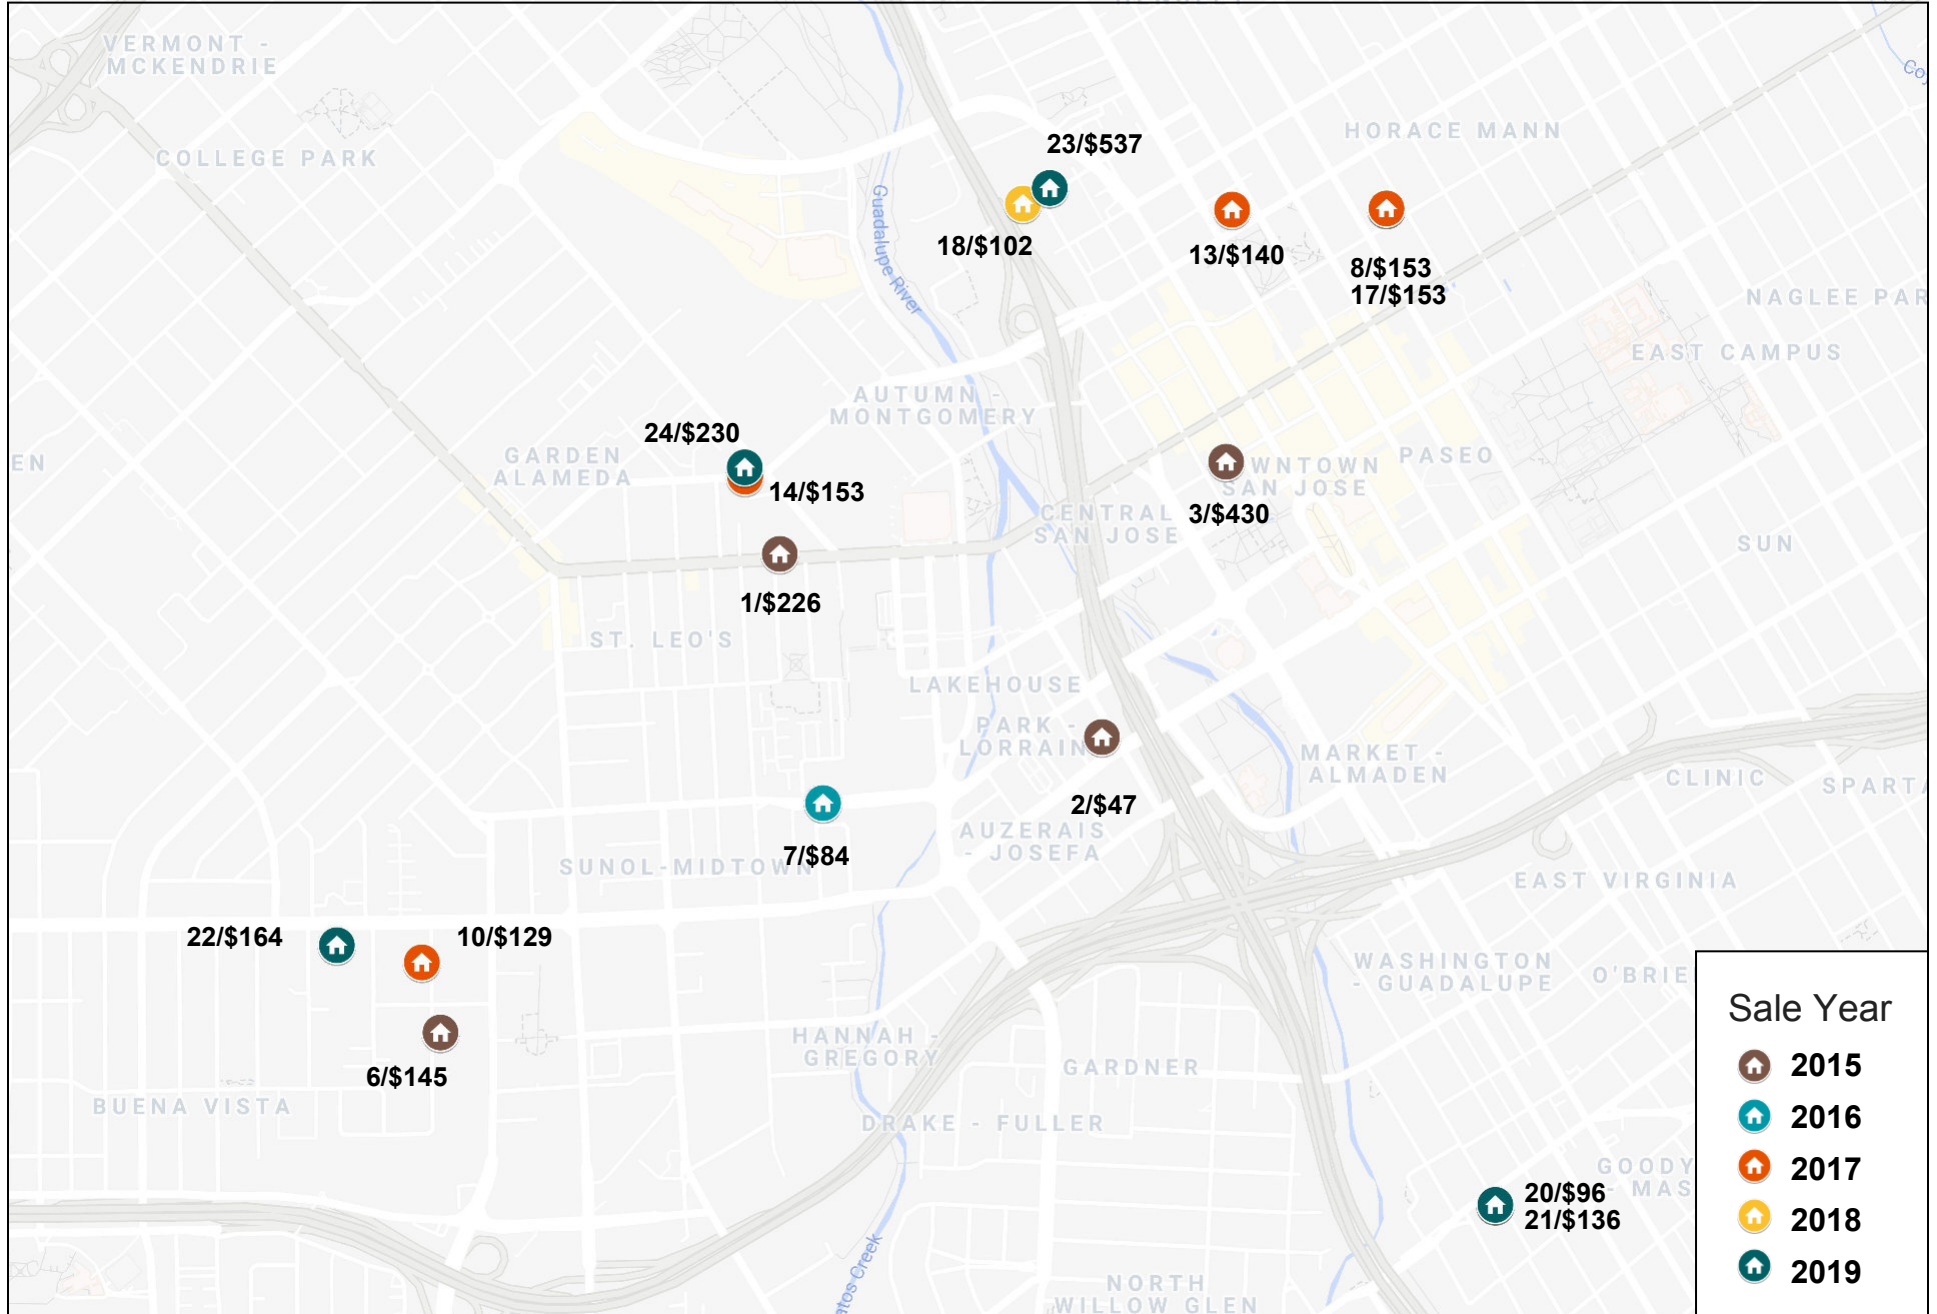 VERMONT -
MCKENDRIE
COLLEGE PARK
HORACE MANN
23/$537
18/$102
13/$140
8/$153
17/$153
Guadalupe River
NAGLEE PAR
EAST CAMPUS
AUTUMN -
MONTGOMERY
24/$230
GARDEN
ALAMEDA
14/$153
EN
WNTOWN
SAN JOSE
PASEO
CENTRAL
SAN JOSE
3/$430
SUN
1/$226
ST. LEO'S
LAKEHOUSE
PARK -
LORRAIN
MARKET -
ALMADEN
CLINIC
SPARTA
2/$47
AUZERAIS
- JOSEFA
7/$84
SUNOL-MIDTOWN
EAST VIRGINIA
22/$164
10/$129
WASHINGTON
- GUADALUPE
O'BRIE
6/$145
HANNAH -
GREGORY
GARDNER
BUENA VISTA
DRAKE - FULLER
GOODY
- MAS
20/$96
21/$136
tos Creek
NORTH
WILLOW GLEN
Sale Year
2015
2016
2017
2018
2019